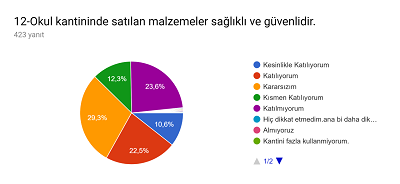 12-Okul kantininde satılan malzemeler sağlıklı ve güvenlidir.
423 yanıt
12,3%
23,6%
29,3%
10,6%
22,5%
Kesinlikle Katılıyorum
Katılıyorum
Kararsızım
Kısmen Katılıyorum
Katılmıyorum
Hiç dikkat etmedim.ana bi daha dik...
Almıyoruz
Kantini fazla kullanmiyorum.
1/2